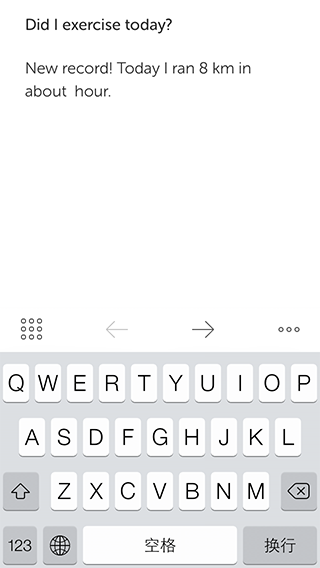 Did I exercise today?
New record! Today I ran 8 km in
about  hour.
Q W E R T Y U I O P
A S D F G H J K L
Z X C V B N M
123 空格 换行